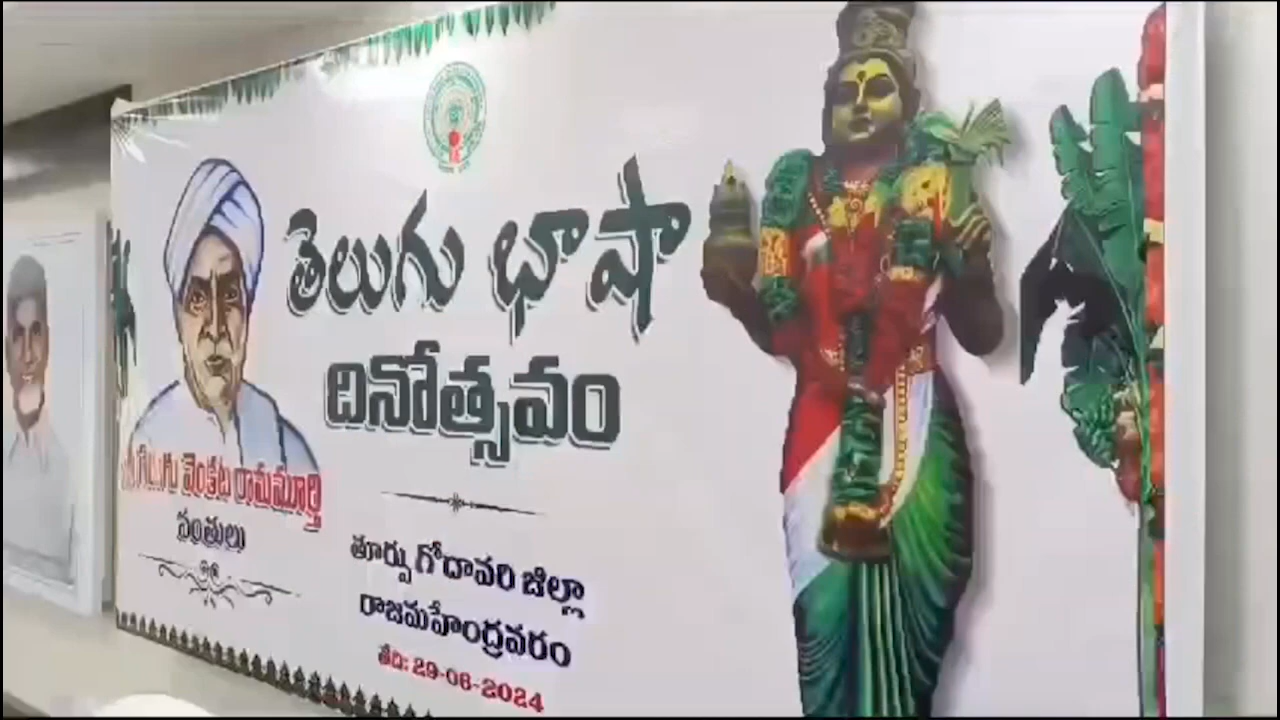 తెలుగు భాషా
దినోత్సవం
గిడుగు వెంకట రామమూర్తి
పంతులు
తూర్పు గోదావరి జిల్లా
రాజమహేంద్రవరం
తేది: 29-08-2024